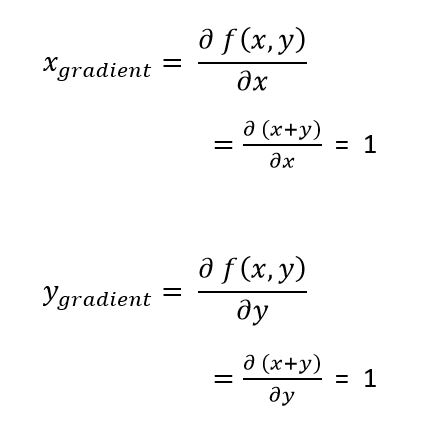 x_gradient = ∂ f(x, y) / ∂x
= ∂ (x+y) / ∂x = 1
y_gradient = ∂ f(x, y) / ∂y
= ∂ (x+y) / ∂y = 1